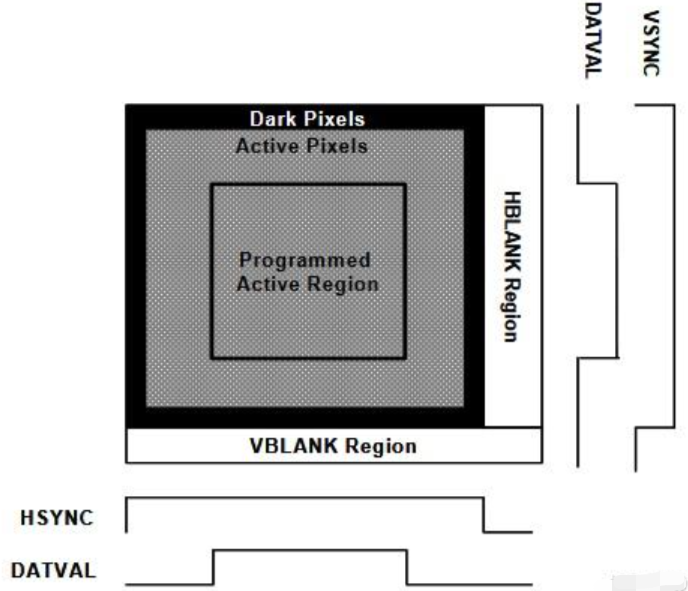 DATVAL
VSYNC
Dark Pixels
Active Pixels
HBLANK Region
Programmed
Active Region
VBLANK Region
HSYNC
DATVAL